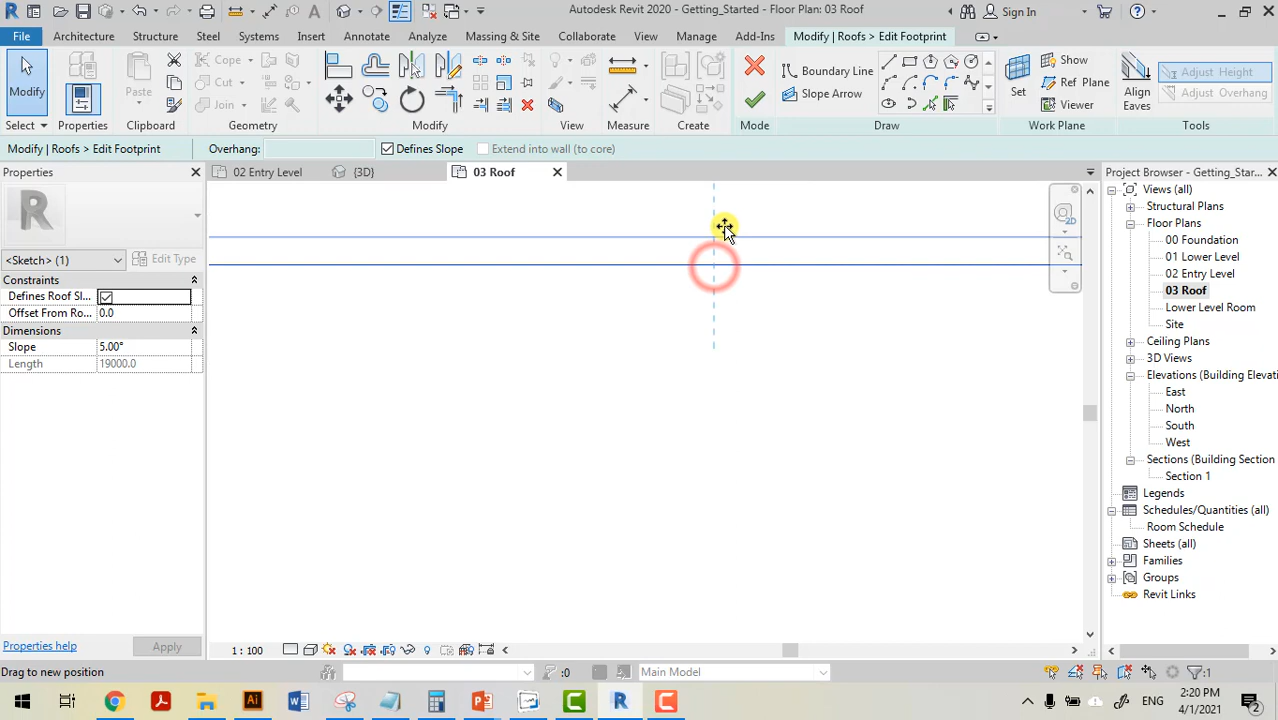 Autodesk Revit 2020 - Getting_Started - Floor Plan: 03 Roof
Sign In
File Architecture Structure Steel Systems Insert Annotate Analyze Massing & Site Collaborate View Manage Add-Ins Modify | Roofs > Edit Footprint
Modify
Paste
Cope
Cut
Join
Boundary Line
Slope Arrow
Set
Show
Ref Plane
Viewer
Align
Eaves
Adjust Height
Adjust Overhang
Select Properties Clipboard Geometry Modify View Measure Create Mode Draw Work Plane Tools
Modify | Roofs > Edit Footprint Overhang: Defines Slope Extend into wall (to core)
Properties
02 Entry Level {3D} 03 Roof
Project Browser - Getting_Star...
R
<Sketch> (1) Edit Type
Constraints
Defines Roof Sl...
Offset From Ro... 0.0
Dimensions
Slope 5.00°
Length 19000.0
2D
Views (all)
Structural Plans
Floor Plans
00 Foundation
01 Lower Level
02 Entry Level
03 Roof
Lower Level Room
Site
Ceiling Plans
3D Views
Elevations (Building Elevati
East
North
South
West
Sections (Building Section
Section 1
Legends
Schedules/Quantities (all)
Room Schedule
Sheets (all)
Families
Groups
Revit Links
Properties help Apply
1 : 100
Drag to new position :0 Main Model :1
Ai W R
ENG 2:20 PM
4/1/2021 2